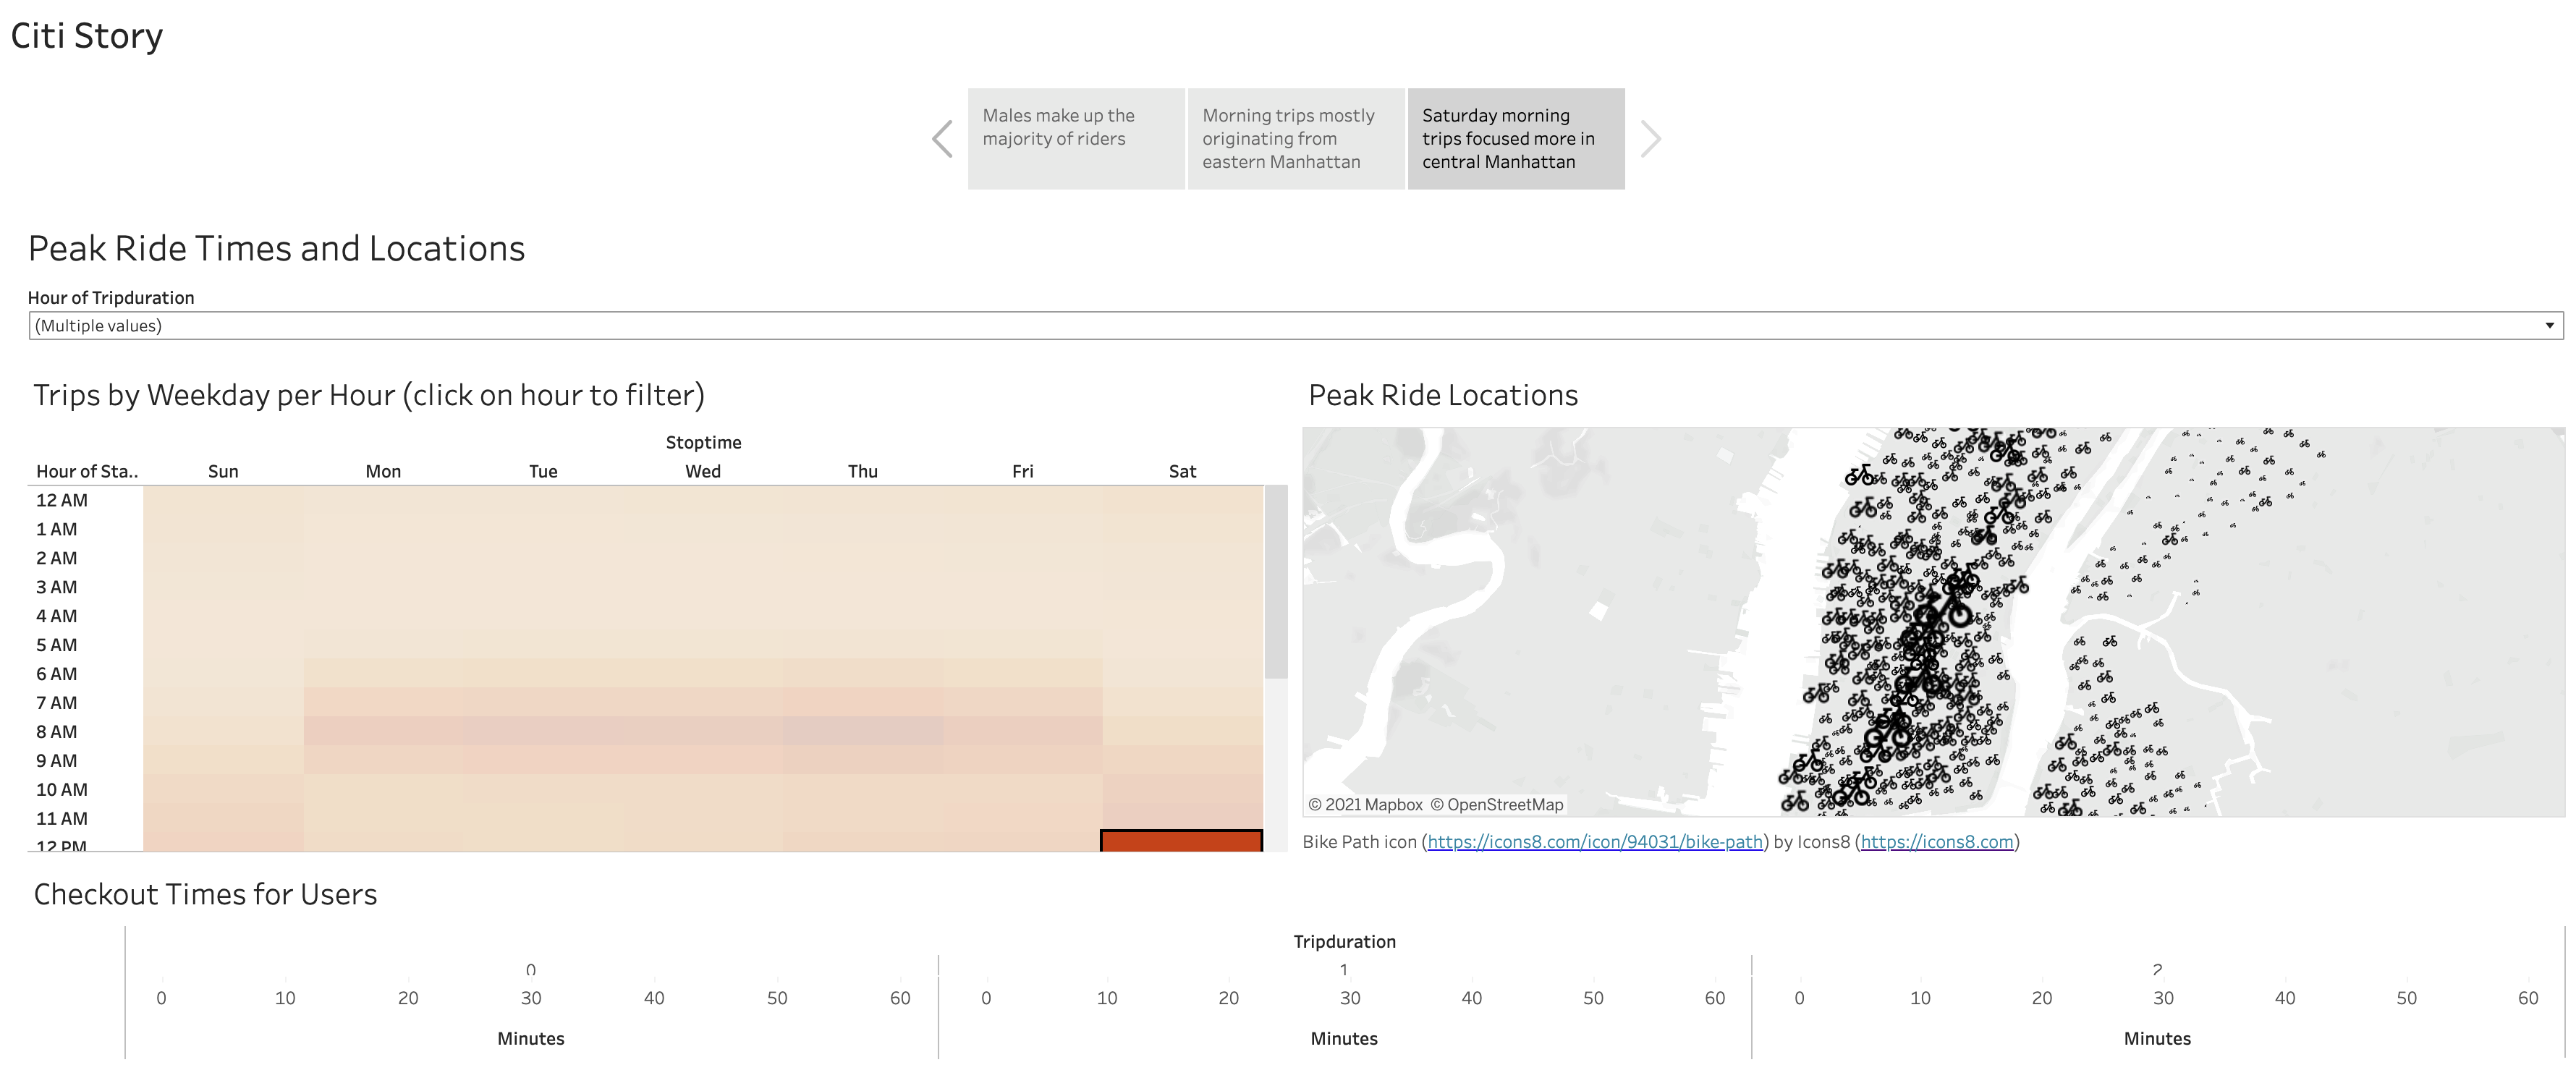 Citi Story
Males make up the
majority of riders
Morning trips mostly
originating from
eastern Manhattan
Saturday morning
trips focused more in
central Manhattan
Peak Ride Times and Locations
Hour of Tripduration
(Multiple values)
Trips by Weekday per Hour (click on hour to filter)
Stoptime
Hour of Sta.. Sun Mon Tue Wed Thu Fri Sat
12 AM
1 AM
2 AM
3 AM
4 AM
5 AM
6 AM
7 AM
8 AM
9 AM
10 AM
11 AM
12 PM
Peak Ride Locations
© 2021 Mapbox © OpenStreetMap
Bike Path icon (https://icons8.com/icon/94031/bike-path) by Icons8 (https://icons8.com)
Checkout Times for Users
Tripduration
0 1 2
0 10 20 30 40 50 60 0 10 20 30 40 50 60 0 10 20 30 40 50 60
Minutes Minutes Minutes